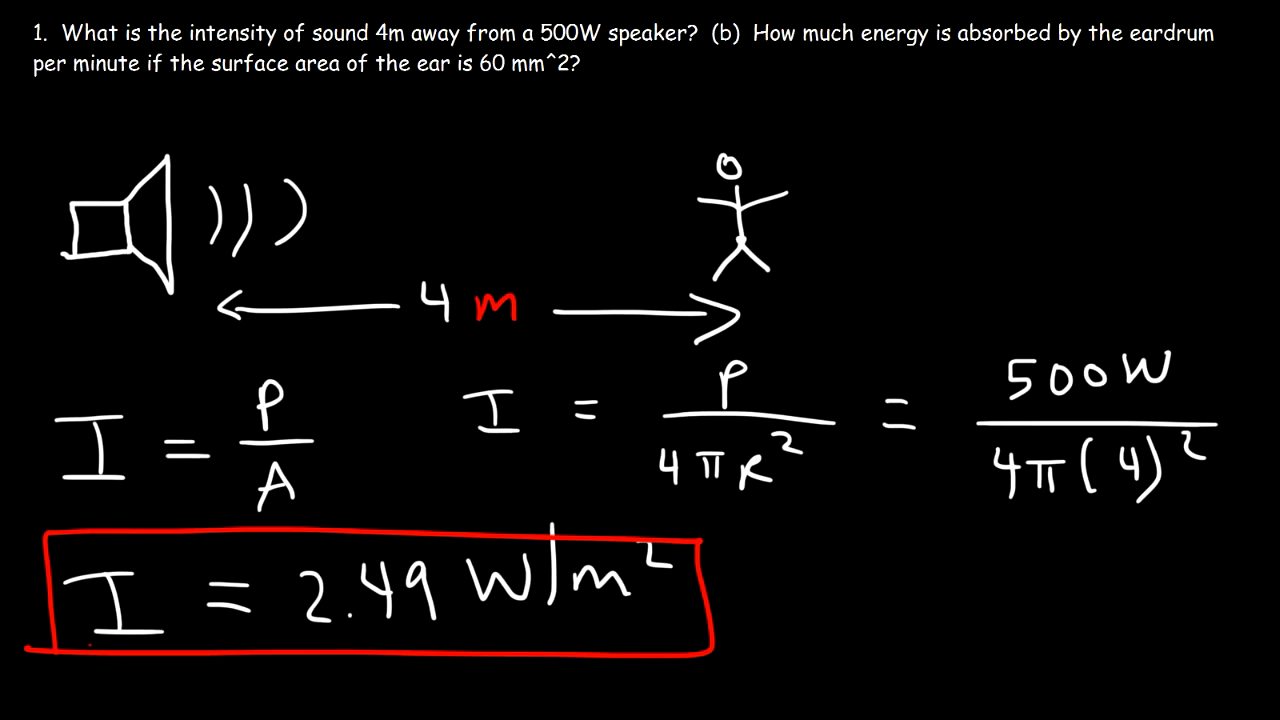 1. What is the intensity of sound 4m away from a 500W speaker? (b) How much energy is absorbed by the eardrum
per minute if the surface area of the ear is 60 mm^2?
4 m
I = P/A
I = P/4πR² = 500W/4π(4)²
I = 2.49 W/m²